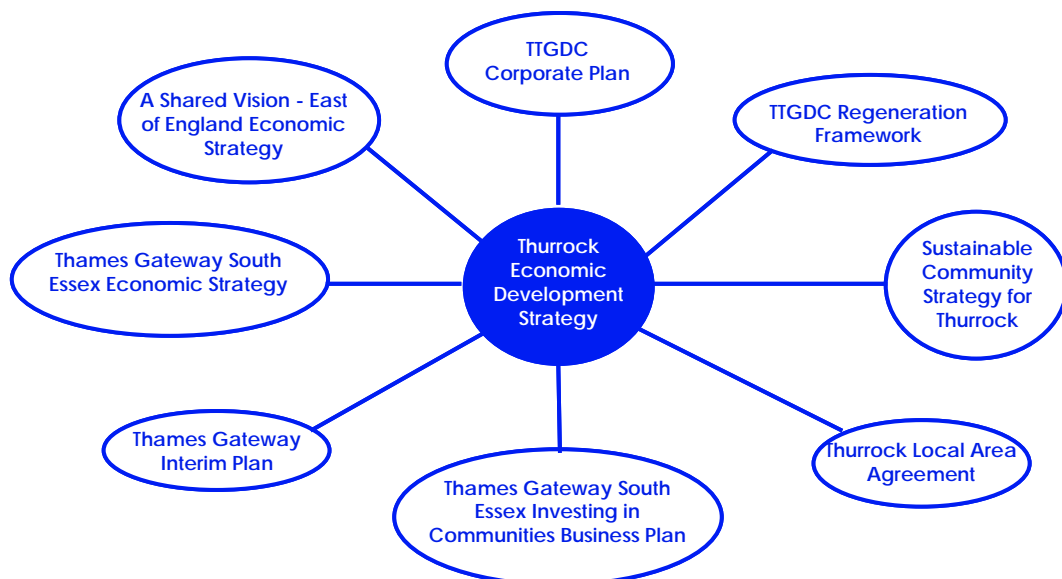 TTGDC
Corporate Plan
A Shared Vision - East
of England Economic
Strategy
TTGDC Regeneration
Framework
Thames Gateway South
Essex Economic Strategy
Thurrock
Economic
Development
Strategy
Sustainable
Community
Strategy for
Thurrock
Thames Gateway
Interim Plan
Thames Gateway South
Essex Investing in
Communities Business Plan
Thurrock Local Area
Agreement